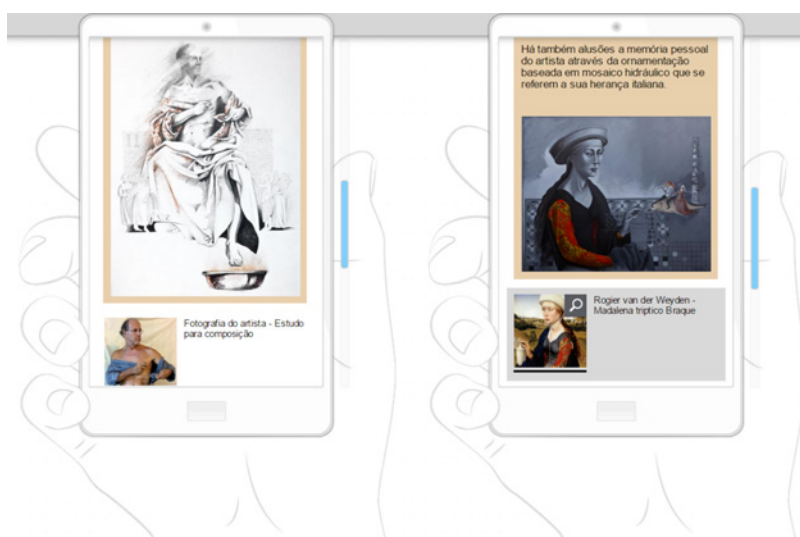 Fotografia do artista - Estudo
para composição
Há também alusões a memória pessoal
do artista através da ornamentação
baseada em mosaico hidráulico que se
referem a sua herança italiana.
Rogier van der Weyden -
Madalena triptico Braque